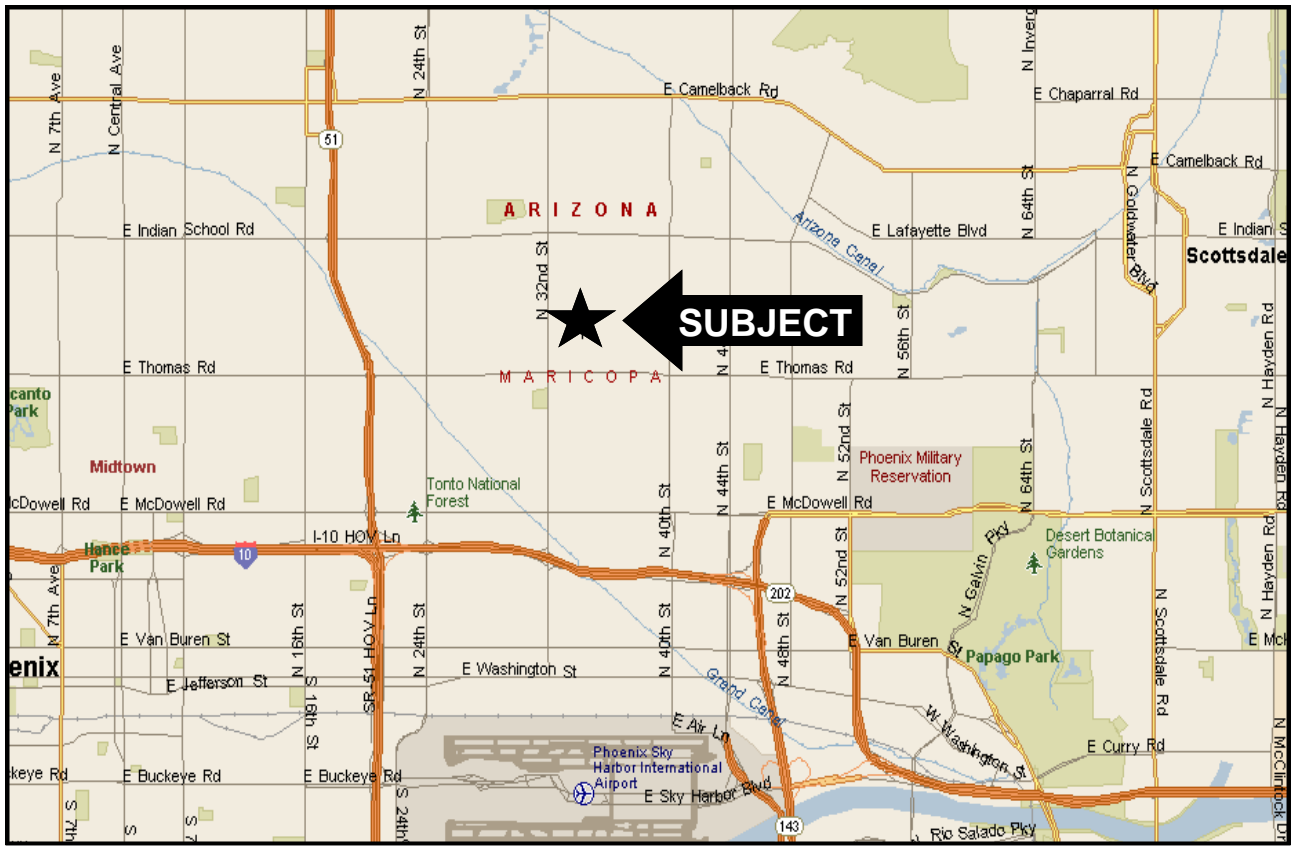 N 7th Ave
N Central Ave
N 24th St
N Inverg
E Camelback Rd
E Chaparral Rd
51
E Camelback Rd
N 64th St
N Goldwater Blvd
ARIZONA
E Indian School Rd
Arizona Canal
E Lafayette Blvd
E Indian S
Scottsdale
N 32nd St
SUBJECT
N 4
N 56th St
N Hayden Rd
E Thomas Rd
MARICOPA
E Thomas Rd
canto
Park
N 52nd St
N Scottsdale Rd
N Hayden Rd
Midtown
N 44th St
Phoenix Military
Reservation
N 64th St
Tonto National
Forest
N 40th St
cDowell Rd
E McDowell Rd
E McDowell Rd
I-10 HOV Ln
Hance
Park
10
N Galvin Pky
Desert Botanical
Gardens
N 52nd St
N Hayden Rd
N 7th Ave
202
N 16th St
SR-51 HOV Ln
N 24th St
N 40th St
N 48th St
N Scottsdale Rd
E Van Buren St
E Van Buren St
E McK
enix
E Washington St
Papago Park
E Jefferson St
S 16th St
Grand Canal
E Air Ln
W Washington St
E Curry Rd
N McClintock Dr
Phoenix Sky
Harbor International
Airport
ckeye Rd
E Buckeye Rd
E Buckeye Rd
E Sky Harbor Blvd
S 7th
S
S 7
S 24th
143
Rio Salado Pky